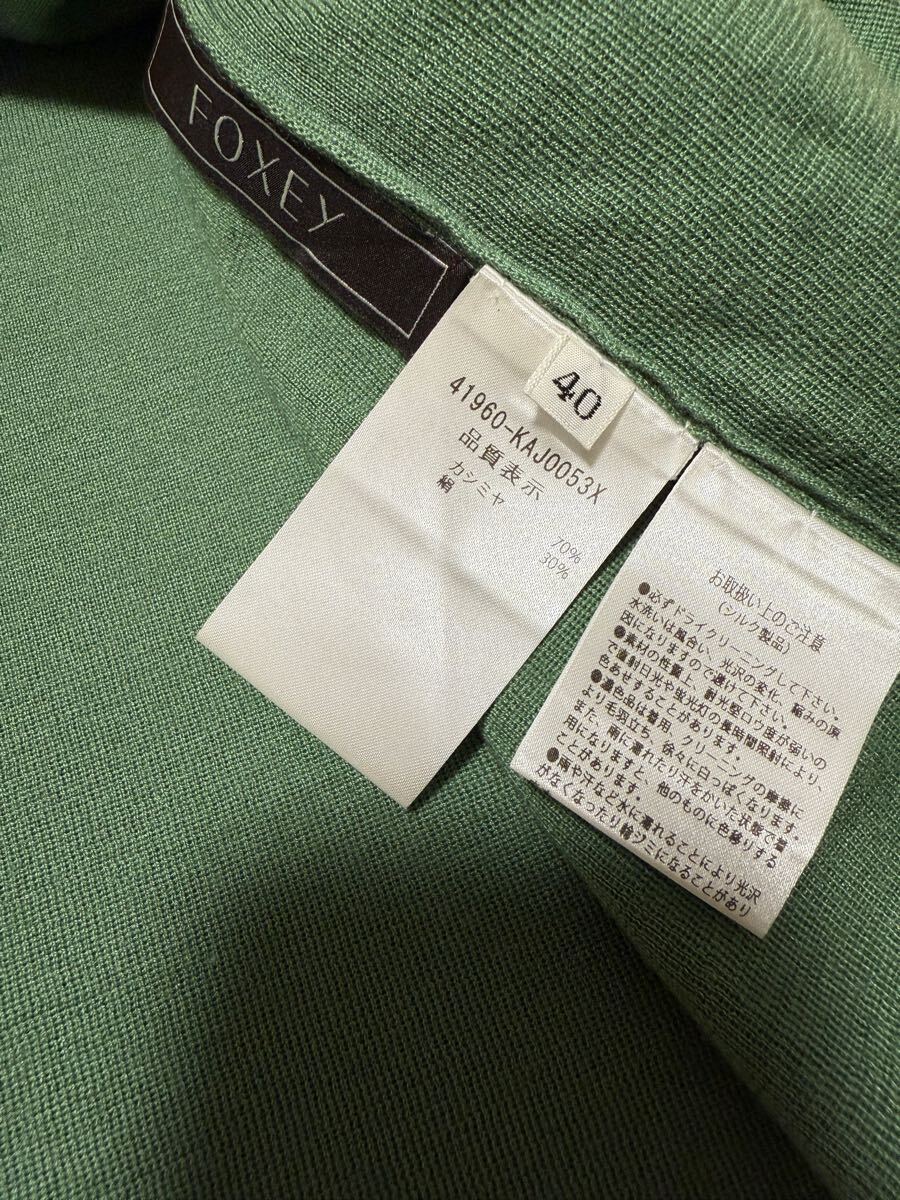 FOXEY
40
41960-KAJ0053X
品質表示
カシミヤ 70%
絹 30%
お取扱い上のご注意
(シルク製品)
●必ずドライクリーニングして下さい。
水洗いは風合い、光沢の変化、縮みの原
因になりますので避けて下さい。
●素材の性質上、耐光堅ロウ度が弱いの
で直射日光や蛍光灯の長時間照射により、
色あせすることがあります。
●濃色品は着用、クリーニングの摩擦に
より毛羽立ち、徐々に白っぽくなります。
また、雨に濡れたり汗をかいた状態で着
用になりますと、他のものに色移りする
ことがあります。
●雨や汗など水に濡れることにより光沢
がなくなったり輪ジミになることがあり